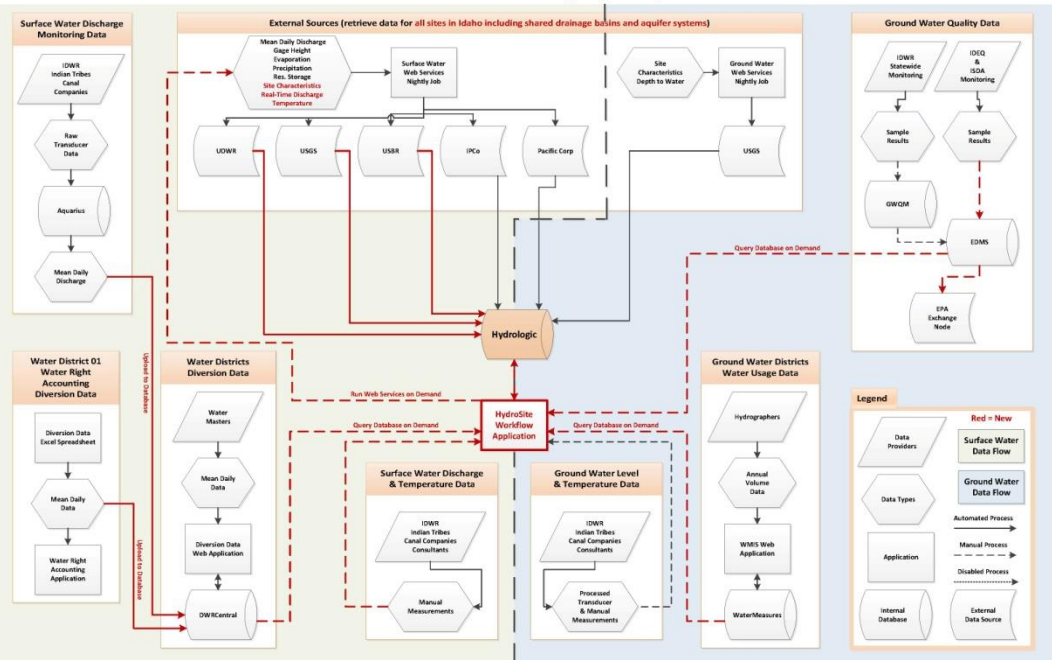 Surface Water Discharge
Monitoring Data
IDWR
Indian Tribes
Canal
Companies
Raw
Transducer
Data
Aquarius
Mean Daily
Discharge
External Sources (retrieve data for all sites in Idaho including shared drainage basins and aquifer systems)
Mean Daily Discharge
Gage Height
Evaporation
Precipitation
Res. Storage
Site Characteristics
Real-Time Discharge
Temperature
Surface Water
Web Services
Nightly Job
UDWR
USGS
USBR
IPCo
Pacific Corp
Site
Characteristics
Depth to Water
Ground Water
Web Services
Nightly Job
USGS
Ground Water Quality Data
IDWR
Statewide
Monitoring
IDEQ
&
ISDA
Monitoring
Sample
Results
Sample
Results
GWQM
EDMS
EPA
Exchange
Node
Query Database on Demand
Hydrologic
Upload to Database
Run Web Services on Demand
HydroSite
Workflow
Application
Query Database on Demand
Query Database on Demand
Water District 01
Water Right
Accounting
Diversion Data
Diversion Data
Excel Spreadsheet
Mean Daily
Data
Water Right
Accounting
Application
Upload to Database
Water Districts
Diversion Data
Water
Masters
Mean Daily
Data
Diversion Data
Web Application
DWRCentral
Surface Water Discharge
& Temperature Data
IDWR
Indian Tribes
Canal Companies
Consultants
Manual
Measurements
Ground Water Level
& Temperature Data
IDWR
Indian Tribes
Canal Companies
Consultants
Processed
Transducer
& Manual
Measurements
Ground Water Districts
Water Usage Data
Hydrographers
Annual
Volume
Data
WMIS Web
Application
WaterMeasures
Legend
Red = New
Data
Providers
Surface Water
Data Flow
Data Types
Ground Water
Data Flow
Automated Process
Application
Manual Process
Disabled Process
Internal
Database
External
Data Source